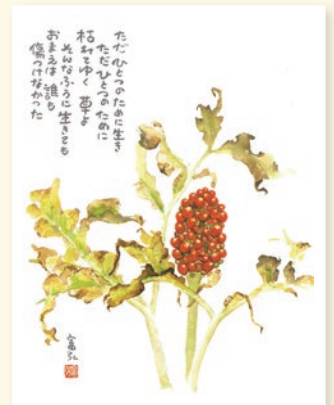 ただひとつのために生き
ただひとつのために
枯れてゆく 草よ
そんなふうに生きても
おまえは 誰も
傷つけなかった
富弘